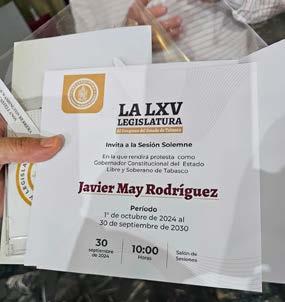 LA LXV
LEGISLATURA
del Congreso del Estado de Tabasco
Invita a la Sesión Solemne
En la que rendirá protesta como
Gobernador Constitucional del Estado
Libre y Soberano de Tabasco
Javier May Rodríguez
Período
1° de octubre de 2024 al
30 de septiembre de 2030
30
de septiembre
de 2024
10:00
Horas
Salón de
Sesiones